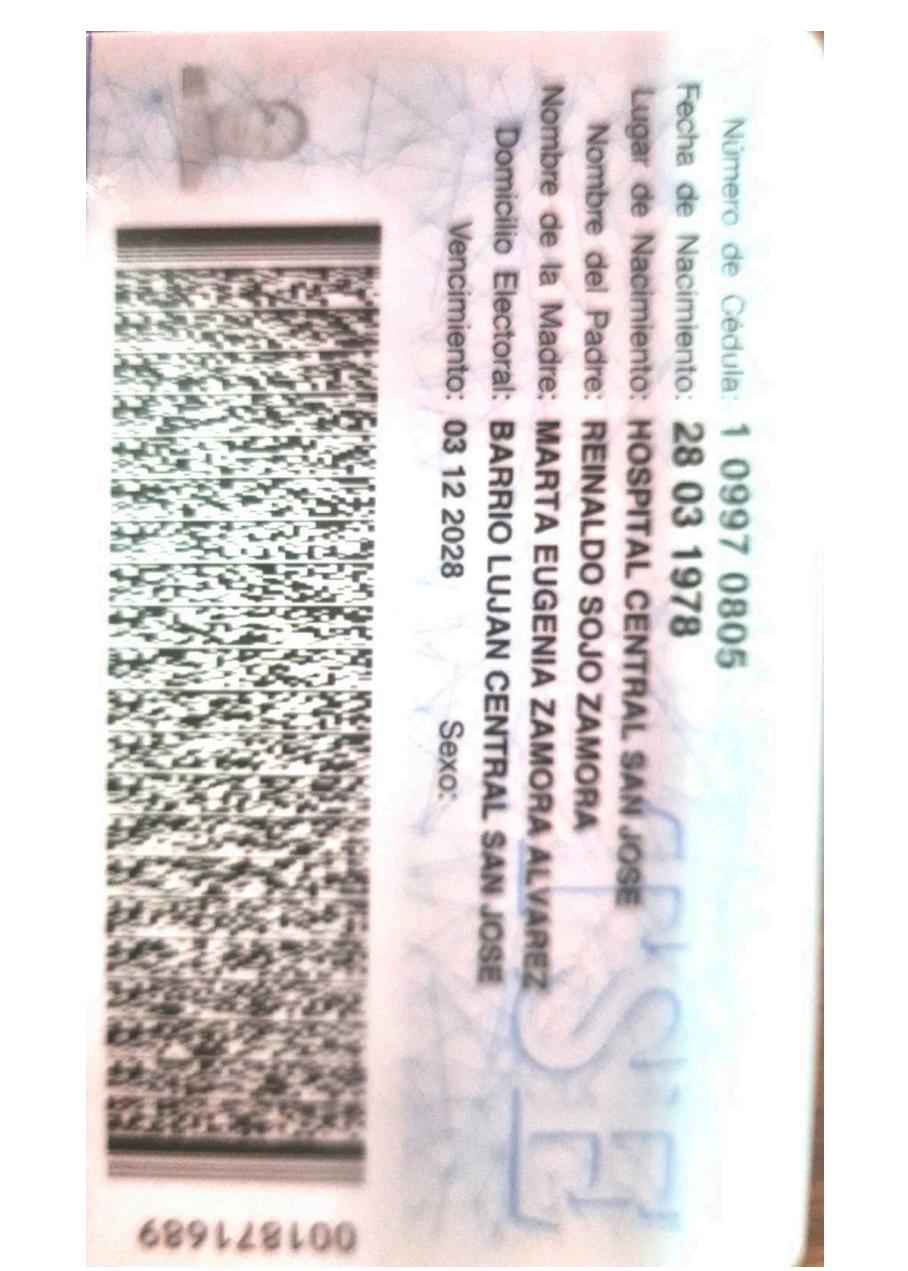 Número de Cédula: 1 0997 0805
Fecha de Nacimiento: 28 03 1978
Lugar de Nacimiento: HOSPITAL CENTRAL SAN JOSE
Nombre del Padre: REINALDO SOJO ZAMORA
Nombre de la Madre: MARTA EUGENIA ZAMORA ALVAREZ
Domicilio Electoral: BARRIO LUJAN CENTRAL SAN JOSE
Vencimiento: 03 12 2028 Sexo:
001871689